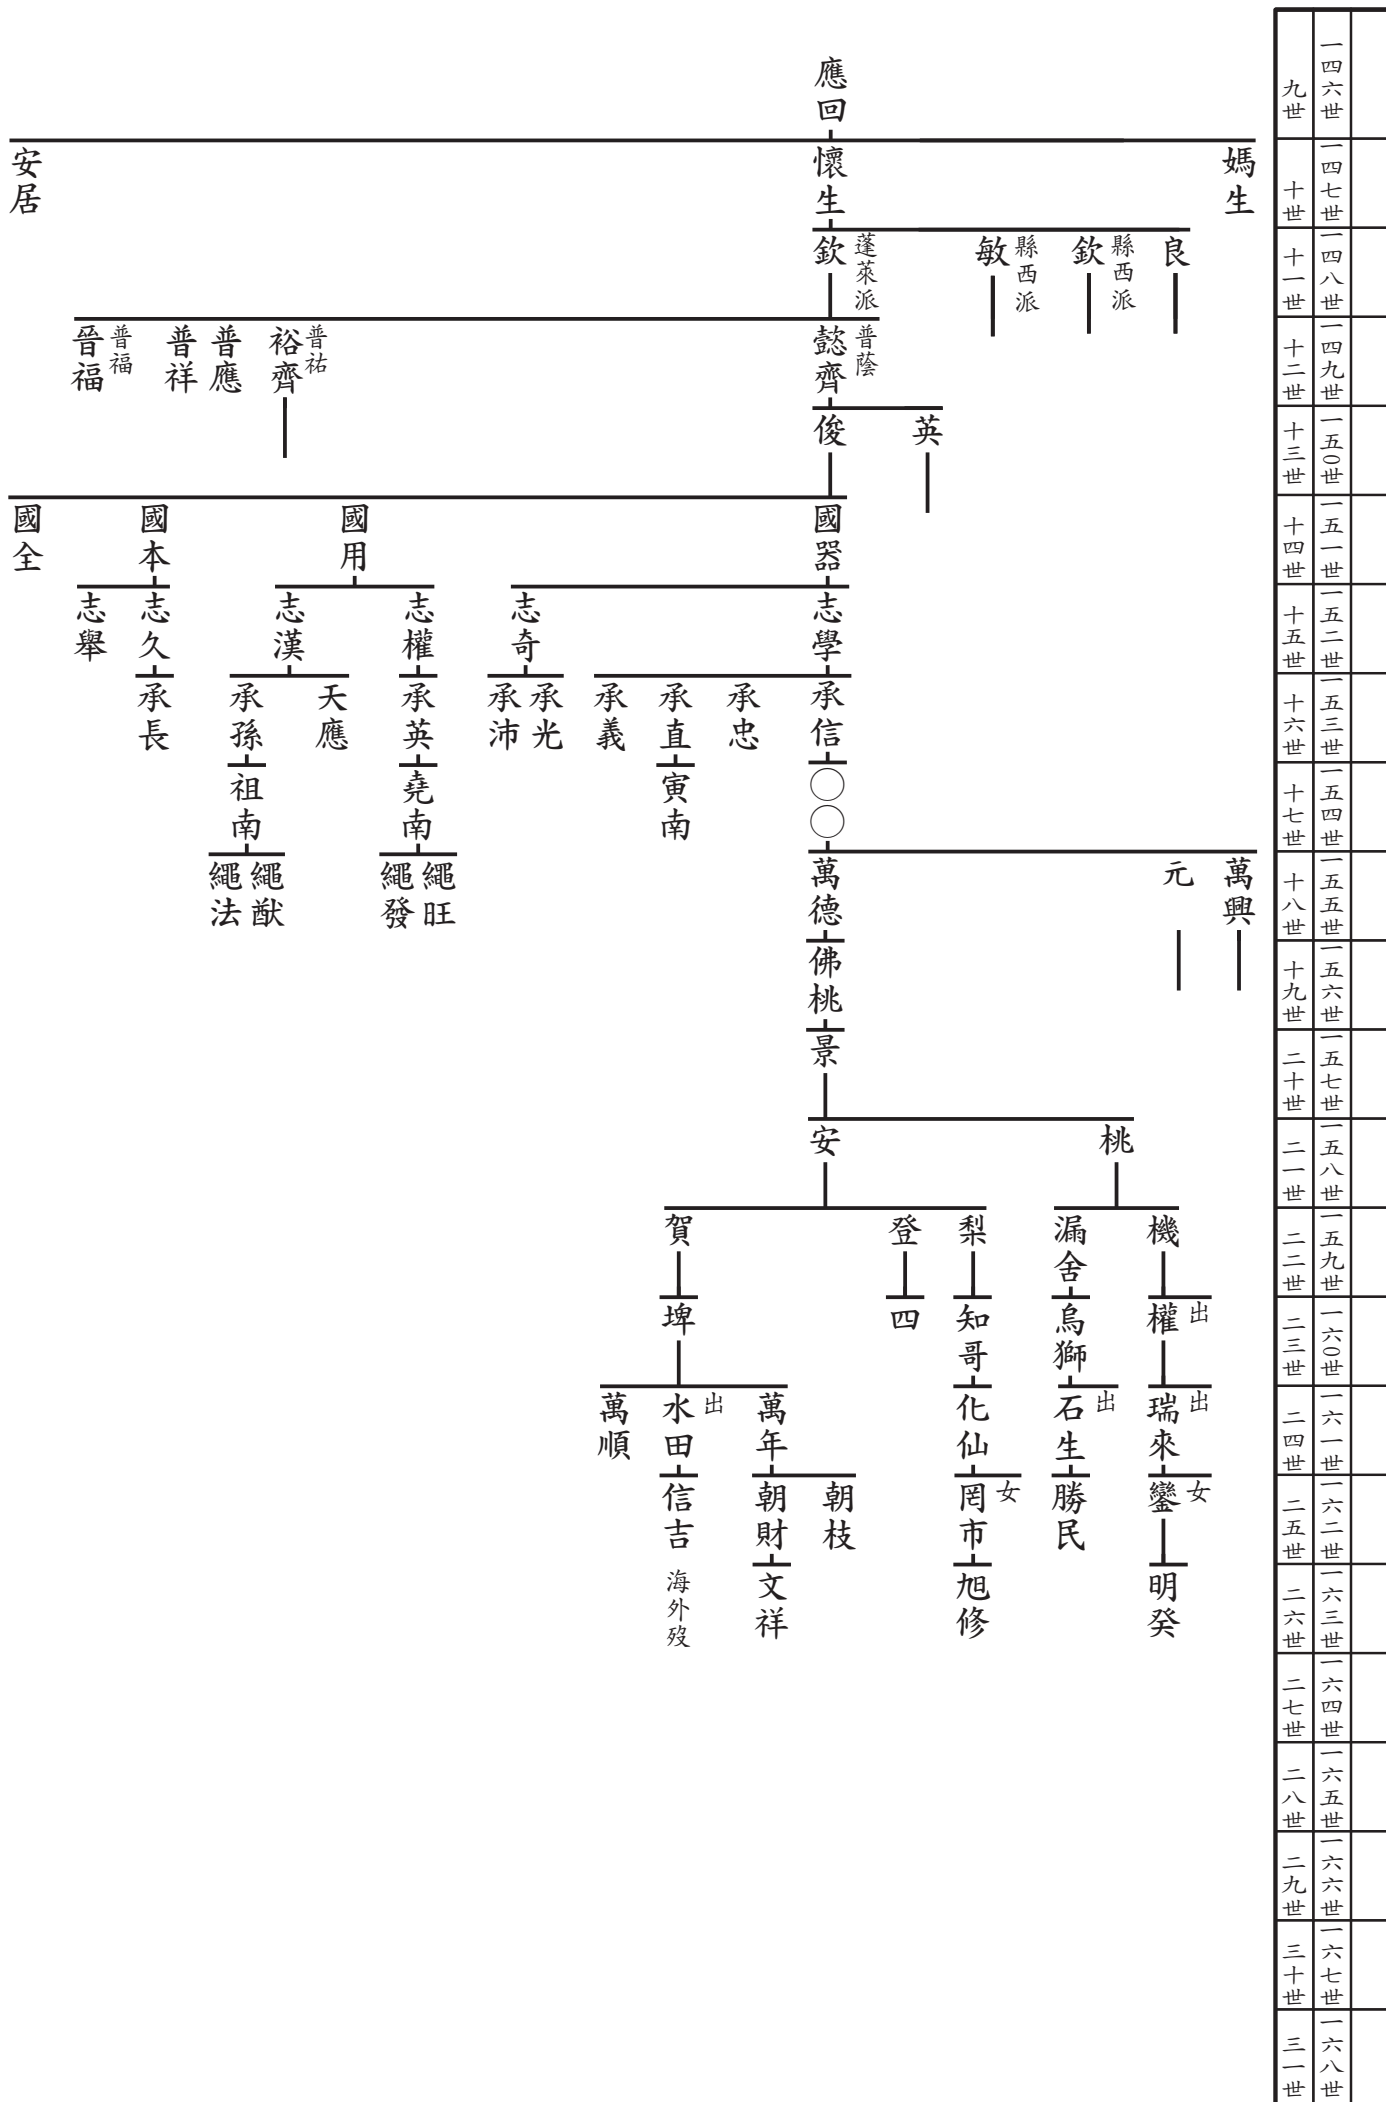 一四六世
九世
一四七世
十世
一四八世
十一世
一四九世
十二世
一五0世
十三世
一五一世
十四世
一五二世
十五世
一五三世
十六世
一五四世
十七世
一五五世
十八世
一五六世
十九世
一五七世
二十世
一五八世
二一世
一五九世
二二世
一六0世
二三世
一六一世
二四世
一六二世
二五世
一六三世
二六世
一六四世
二七世
一六五世
二八世
一六六世
二九世
一六七世
三十世
一六八世
三一世
應回
媽生
懷生
安居
良
縣西派
欽
縣西派
敏
蓬萊派
欽
普蔭
懿齊
普祐
裕齊
普應
普祥
普福
晉福
英
俊
國器
國用
國本
國全
志學
志奇
志權
志漢
志久
志舉
承信
承忠
承直
承義
承光
承沛
承英
天應
承孫
承長
〇〇
寅南
堯南
祖南
萬興
元
萬德
繩旺
繩發
繩猷
繩法
佛桃
景
桃
安
機
漏舍
梨
登
賀
出
權
烏獅
知哥
四
埤
出
瑞來
出
石生
化仙
萬年
出
水田
萬順
女
鑾
勝民
女
罔市
朝枝
朝財
信吉
明癸
旭修
文祥
海外歿